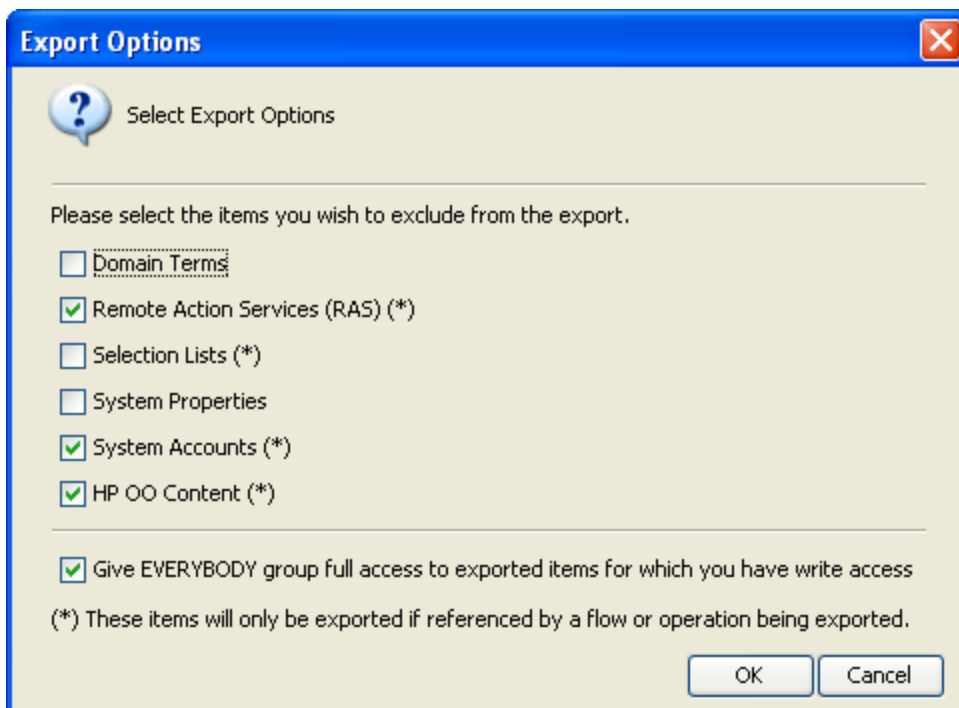 Export Options
Select Export Options
Please select the items you wish to exclude from the export.
Domain Terms
Remote Action Services (RAS) (*)
Selection Lists (*)
System Properties
System Accounts (*)
HP OO Content (*)
Give EVERYBODY group full access to exported items for which you have write access
(*) These items will only be exported if referenced by a flow or operation being exported.
OK Cancel